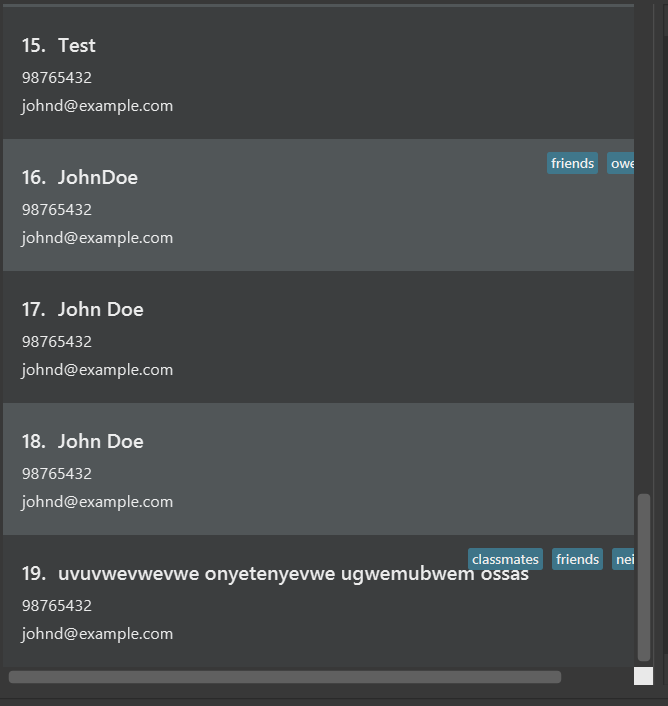 15. Test
98765432
johnd@example.com
friends
16. JohnDoe
98765432
johnd@example.com
17. John Doe
98765432
johnd@example.com
18. John Doe
98765432
johnd@example.com
classmates friends
19. uvuvwevwevwe onyetenyevwe ugwemubwem ossas
98765432
johnd@example.com